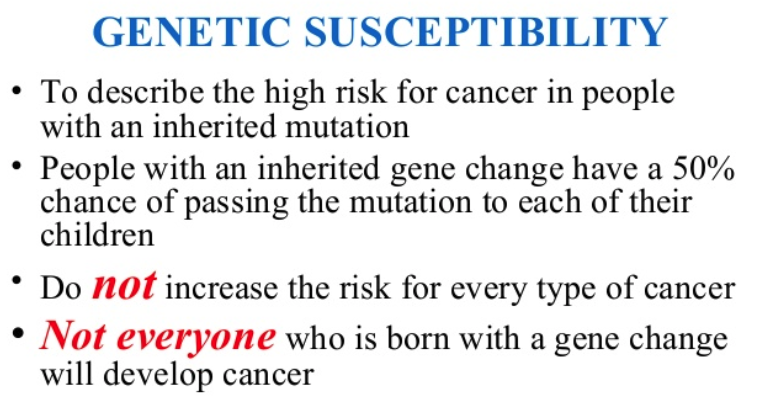 GENETIC SUSCEPTIBILITY
• To describe the high risk for cancer in people
with an inherited mutation
• People with an inherited gene change have a 50%
chance of passing the mutation to each of their
children
• Do not increase the risk for every type of cancer
• Not everyone who is born with a gene change
will develop cancer